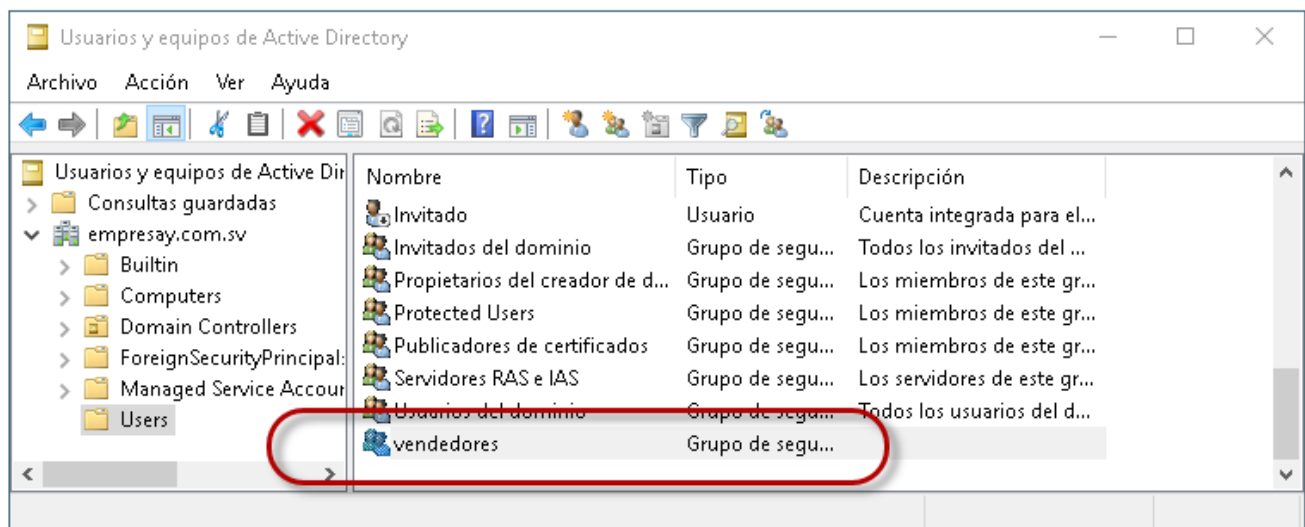 Usuarios y equipos de Active Directory
Archivo Acción Ver Ayuda
Usuarios y equipos de Active Dir
Consultas guardadas
empresay.com.sv
Builtin
Computers
Domain Controllers
ForeignSecurityPrincipal:
Managed Service Accour
Users
Nombre Tipo Descripción
Invitado Usuario Cuenta integrada para el...
Invitados del dominio Grupo de segu... Todos los invitados del ...
Propietarios del creador de d... Grupo de segu... Los miembros de este gr...
Protected Users Grupo de segu... Los miembros de este gr...
Publicadores de certificados Grupo de segu... Los miembros de este gr...
Servidores RAS e IAS Grupo de segu... Los servidores de este gr...
Usuarios del dominio Grupo de segu... Todos los usuarios del d...
vendedores Grupo de segu...